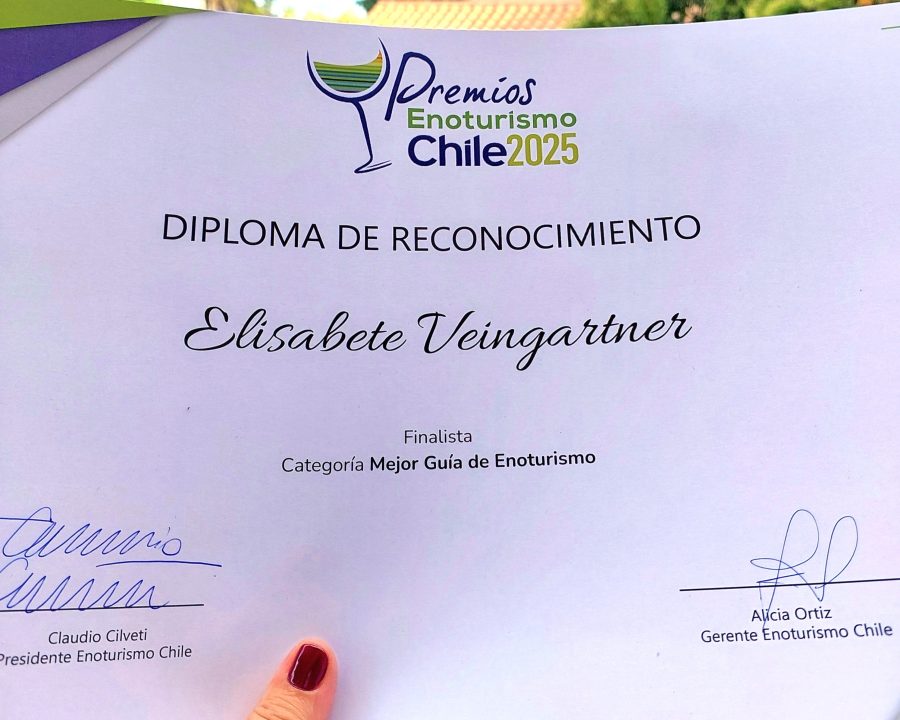 Premios
Enoturismo
Chile2025
DIPLOMA DE RECONOCIMIENTO
Elisabete Veingartner
Finalista
Categoría Mejor Guía de Enoturismo
Claudio Cilveti
Presidente Enoturismo Chile
Alicia Ortiz
Gerente Enoturismo Chile